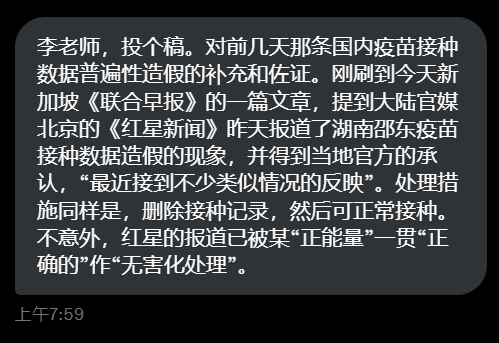 李老师，投个稿。对前几天那条国内疫苗接种
数据普遍性造假的补充和佐证。刚刷到今天新
加坡《联合早报》的一篇文章，提到大陆官媒
北京的《红星新闻》昨天报道了湖南邵东疫苗
接种数据造假的现象，并得到当地官方的承
认，“最近接到不少类似情况的反映”。处理措
施同样是，删除接种记录，然后可正常接种。
不意外，红星的报道已被某“正能量”一贯“正
确的”作“无害化处理”。
上午7:59